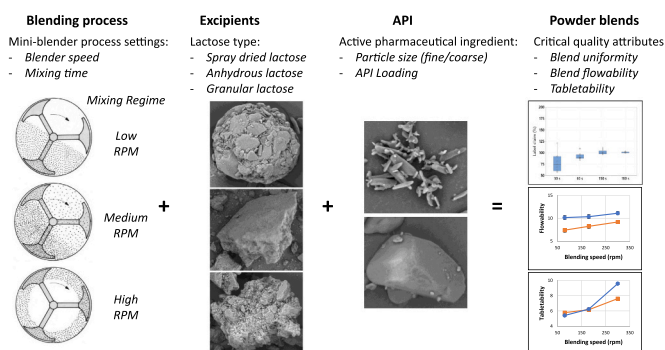 Blending process
Mini-blender process settings:
- Blender speed
- Mixing time
Mixing Regime
Low
RPM
Medium
RPM
High
RPM
+
Excipients
Lactose type:
- Spray dried lactose
- Anhydrous lactose
- Granular lactose
+
API
Active pharmaceutical ingredient:
- Particle size (fine/coarse)
- API Loading
=
Powder blends
Critical quality attributes
- Blend uniformity
- Blend flowability
- Tabletability
Label claim (%)
Flowability
15
10
5
50 150 250 350
Blending speed (rpm)
Tabletability
10
8
6
4
50 150 250 350
Blending speed (rpm)